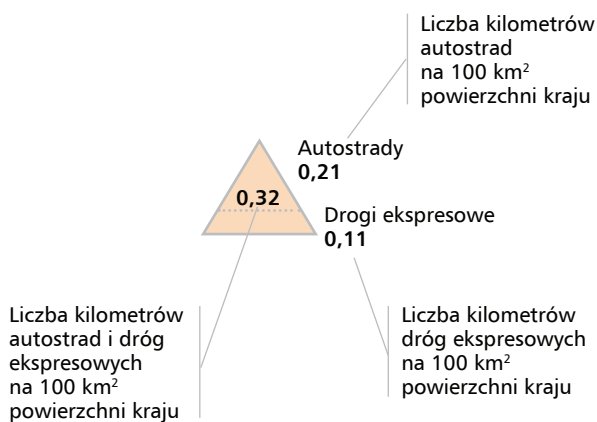 Liczba kilometrów
autostrad
na 100 km²
powierzchni kraju
Autostrady
0,21
0,32
Drogi ekspresowe
0,11
Liczba kilometrów
autostrad i dróg
ekspresowych
na 100 km²
powierzchni kraju
Liczba kilometrów
dróg ekspresowych
na 100 km²
powierzchni kraju